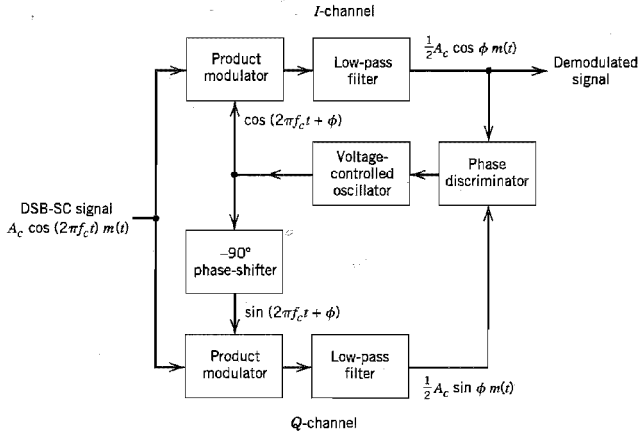 I-channel
Product
modulator
Low-pass
filter
½A_c cos ϕ m(t)
Demodulated
signal
cos (2πf_ct + ϕ)
Voltage-
controlled
oscillator
Phase
discriminator
DSB-SC signal
A_c cos (2πf_ct) m(t)
–90°
phase-shifter
sin (2πf_ct + ϕ)
Product
modulator
Low-pass
filter
½A_c sin ϕ m(t)
Q-channel